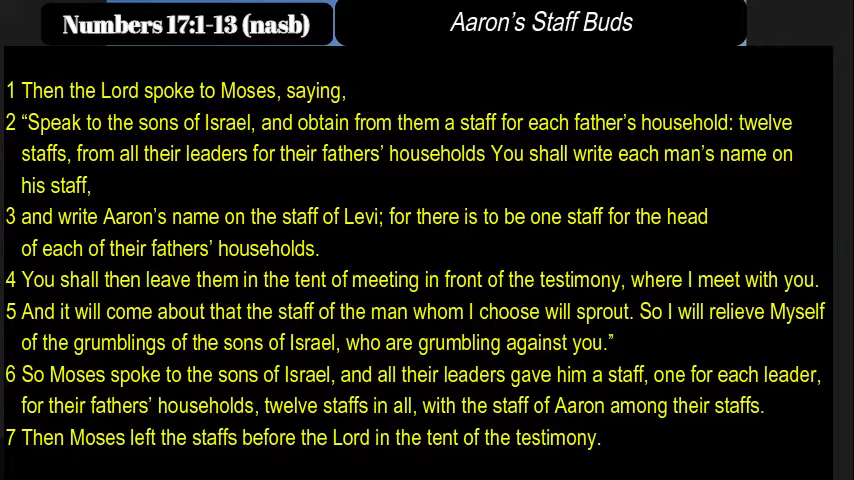 Numbers 17:1-13 (nasb)
Aaron’s Staff Buds
1 Then the Lord spoke to Moses, saying,
2 “Speak to the sons of Israel, and obtain from them a staff for each father’s household: twelve
staffs, from all their leaders for their fathers’ households You shall write each man’s name on
his staff,
3 and write Aaron’s name on the staff of Levi; for there is to be one staff for the head
of each of their fathers’ households.
4 You shall then leave them in the tent of meeting in front of the testimony, where I meet with you.
5 And it will come about that the staff of the man whom I choose will sprout. So I will relieve Myself
of the grumblings of the sons of Israel, who are grumbling against you.”
6 So Moses spoke to the sons of Israel, and all their leaders gave him a staff, one for each leader,
for their fathers’ households, twelve staffs in all, with the staff of Aaron among their staffs.
7 Then Moses left the staffs before the Lord in the tent of the testimony.